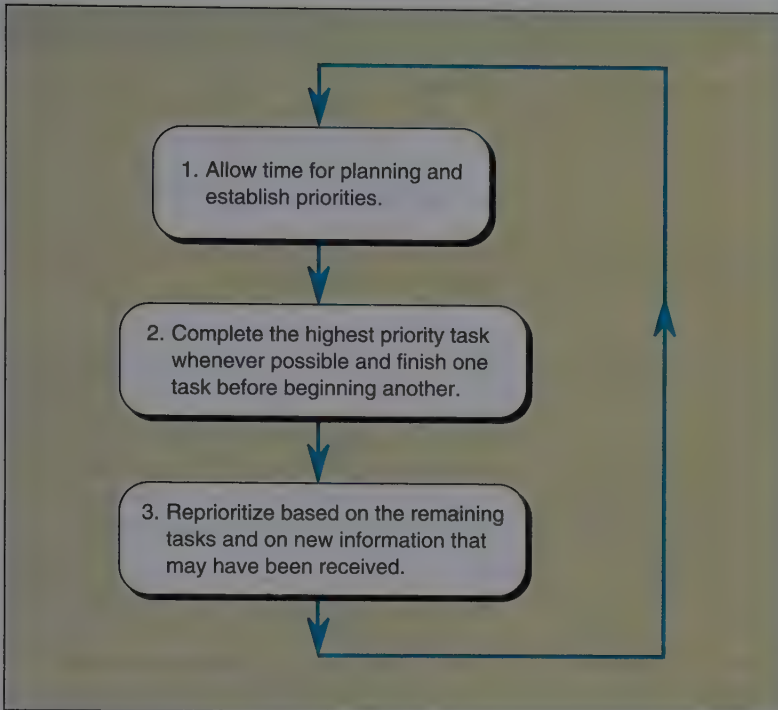 1. Allow time for planning and
establish priorities.
2. Complete the highest priority task
whenever possible and finish one
task before beginning another.
3. Reprioritize based on the remaining
tasks and on new information that
may have been received.